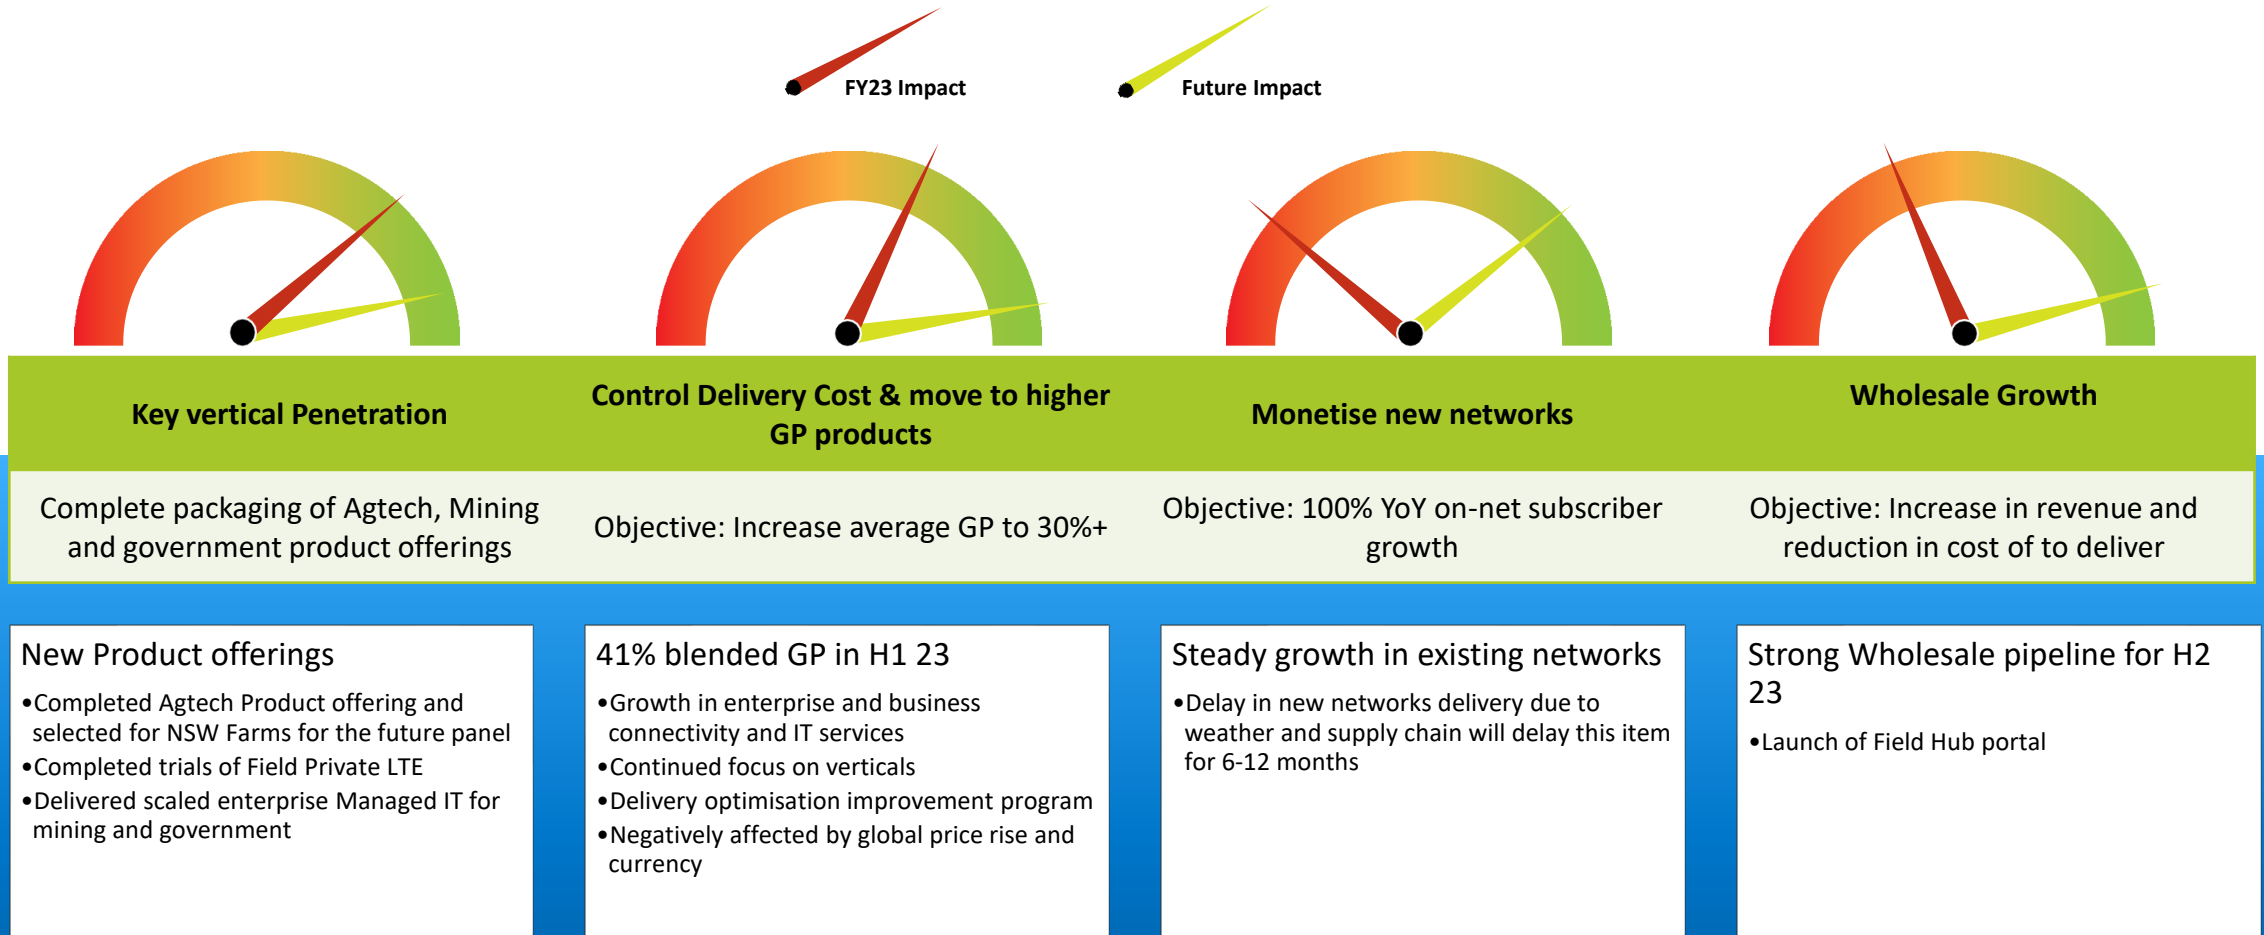 FY23 Impact
Future Impact
Key vertical Penetration
Control Delivery Cost & move to higher
GP products
Monetise new networks
Wholesale Growth
Complete packaging of Agtech, Mining
and government product offerings
Objective: Increase average GP to 30%+
Objective: 100% YoY on-net subscriber
growth
Objective: Increase in revenue and
reduction in cost of to deliver
New Product offerings
•Completed Agtech Product offering and
selected for NSW Farms for the future panel
•Completed trials of Field Private LTE
•Delivered scaled enterprise Managed IT for
mining and government
41% blended GP in H1 23
•Growth in enterprise and business
connectivity and IT services
•Continued focus on verticals
•Delivery optimisation improvement program
•Negatively affected by global price rise and
currency
Steady growth in existing networks
•Delay in new networks delivery due to
weather and supply chain will delay this item
for 6-12 months
Strong Wholesale pipeline for H2
23
•Launch of Field Hub portal